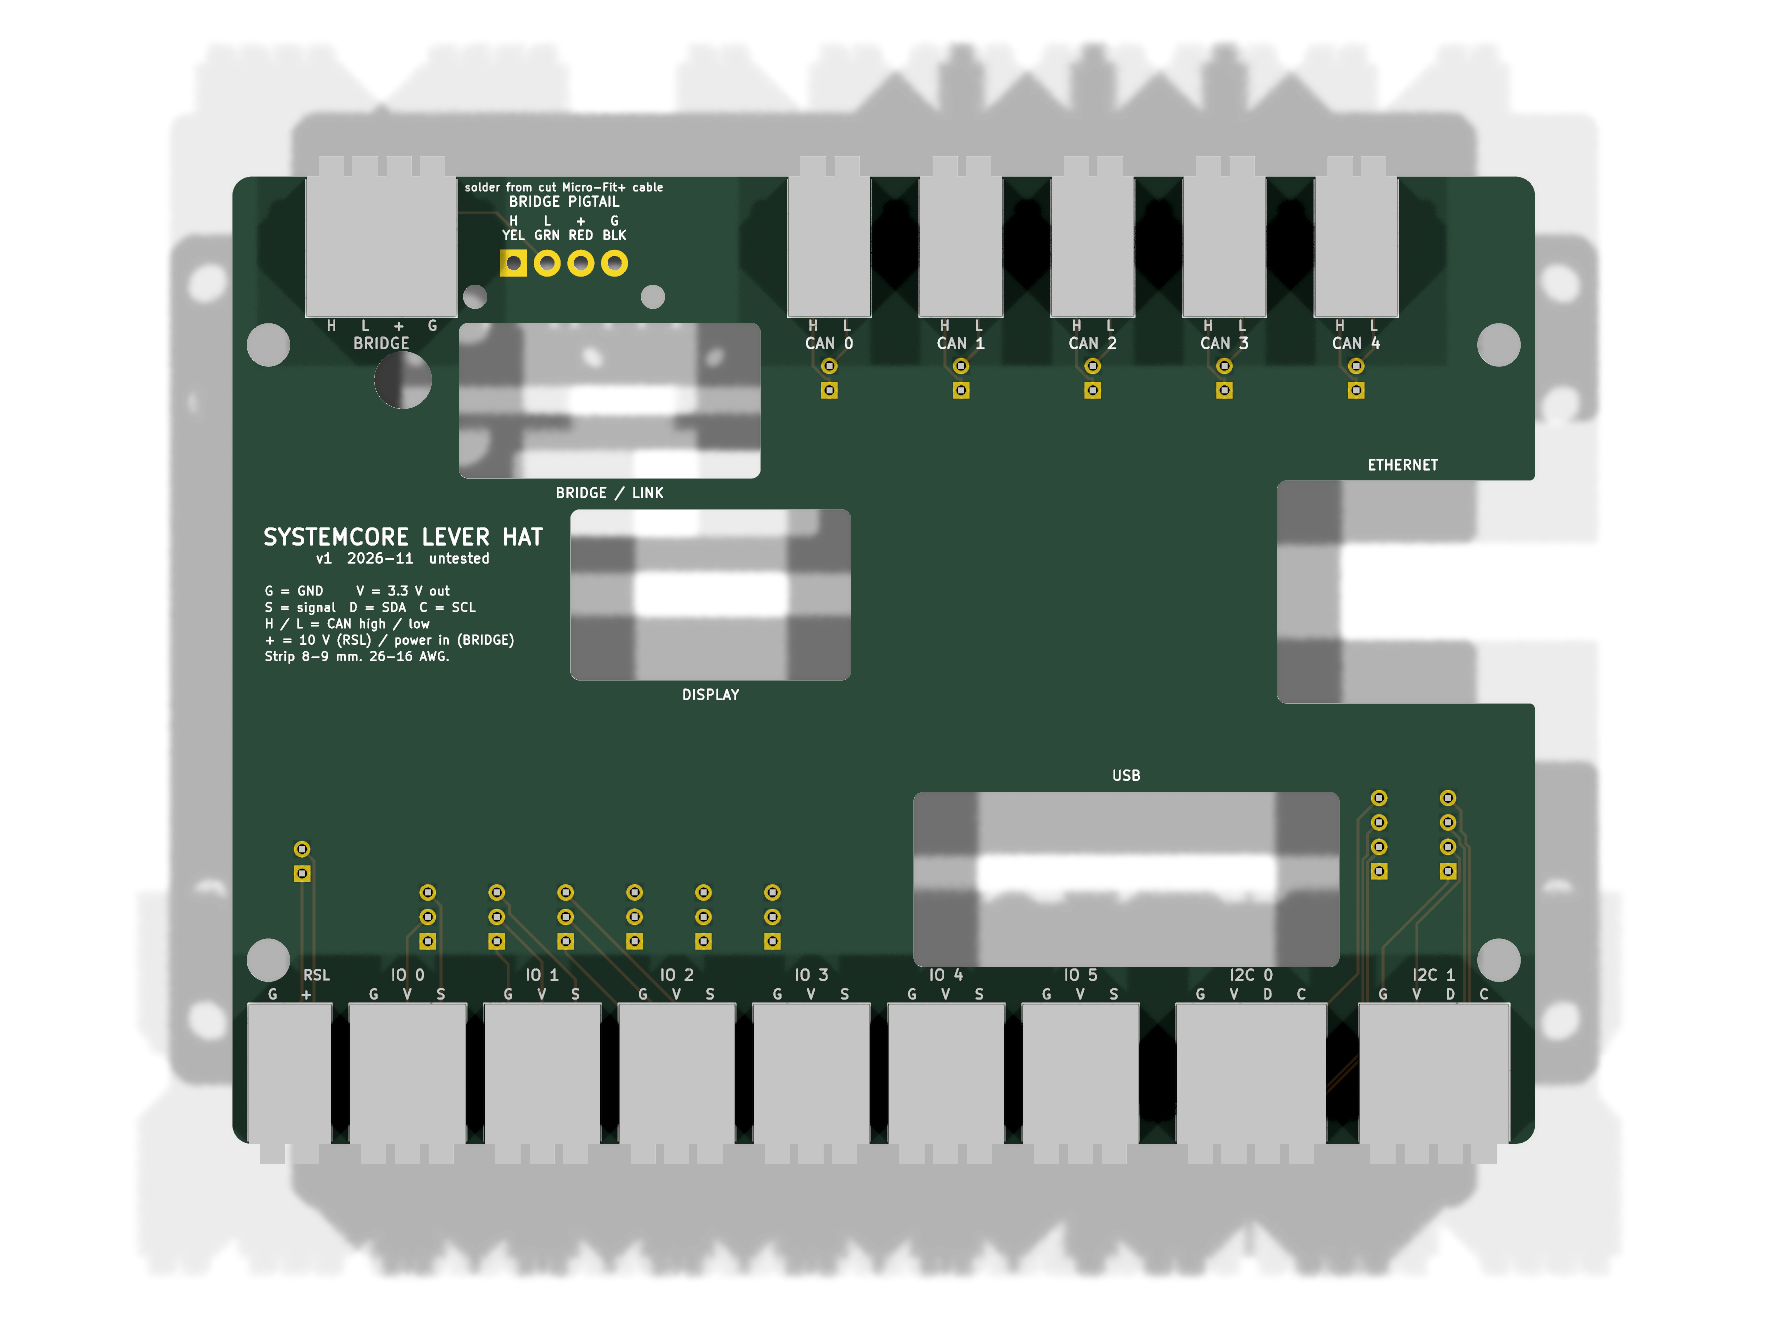 solder from cut Micro-Fit+ cable
BRIDGE PIGTAIL
H L + G
YEL GRN RED BLK
H L + G
BRIDGE
H L
CAN 0
H L
CAN 1
H L
CAN 2
H L
CAN 3
H L
CAN 4
ETHERNET
BRIDGE / LINK
SYSTEMCORE LEVER HAT
v1 2026-11 untested
G = GND V = 3.3 V out
S = signal D = SDA C = SCL
H / L = CAN high / low
+ = 10 V (RSL) / power in (BRIDGE)
Strip 8-9 mm. 26-16 AWG.
DISPLAY
USB
RSL
G +
IO 0
G V S
IO 1
G V S
IO 2
G V S
IO 3
G V S
IO 4
G V S
IO 5
G V S
I2C 0
G V D C
I2C 1
G V D C